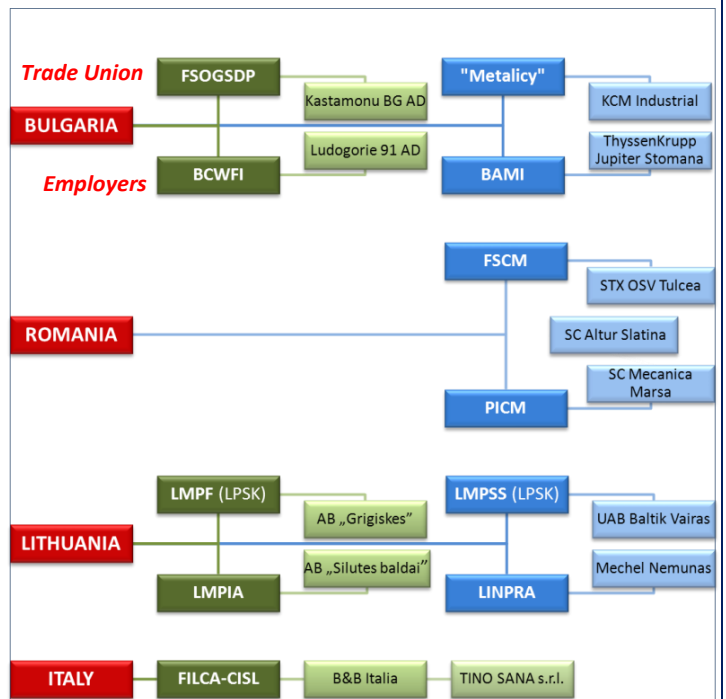 Trade Union
FSOGSDP
"Metalicy"
Kastamonu BG AD
KCM Industrial
BULGARIA
Ludogorie 91 AD
ThyssenKrupp
Jupiter Stomana
Employers
BCWFI
BAMI
FSCM
STX OSV Tulcea
ROMANIA
SC Altur Slatina
SC Mecanica
Marsa
PICM
LMPF (LPSK)
LMPSS (LPSK)
AB „Grigiskes”
UAB Baltik Vairas
LITHUANIA
AB „Silutes baldai”
Mechel Nemunas
LMPIA
LINPRA
ITALY
FILCA-CISL
B&B Italia
TINO SANA s.r.l.